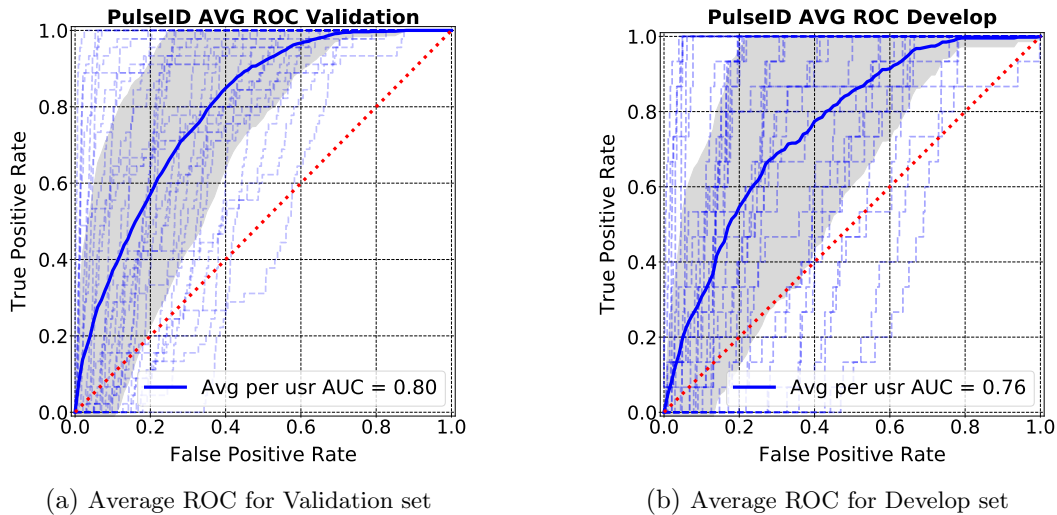 PulseID AVG ROC Validation
True Positive Rate
1.0
0.8
0.6
0.4
0.2
0.0
Avg per usr AUC = 0.80
0.0 0.2 0.4 0.6 0.8 1.0
False Positive Rate
(a) Average ROC for Validation set
PulseID AVG ROC Develop
True Positive Rate
1.0
0.8
0.6
0.4
0.2
0.0
Avg per usr AUC = 0.76
0.0 0.2 0.4 0.6 0.8 1.0
False Positive Rate
(b) Average ROC for Develop set